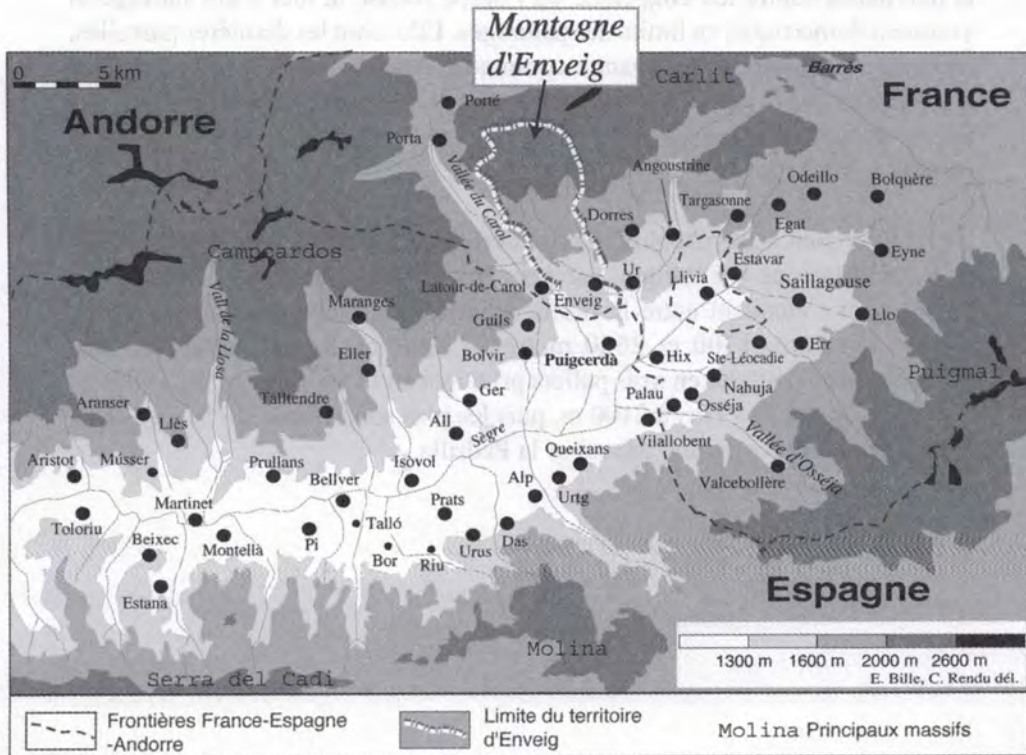 Montagne
d'Enveig
0 5 km
Carlit
Barrès
France
Andorre
Porté
Porta
Vallée du Carol
Angoustrine
Odeillo
Bolquère
Targasonne
Egat
Dorres
Eyne
Campcardos
Estavar
Ur
Llivia
Saillagouse
Latour-de-Carol
Enveig
Maranges
Vall de la Llosa
Guils
Llo
Bolvir
Puigcerdà
Hix
Ste-Léocadie
Err
Eller
Puigmal
Nahuja
Palau
Osséja
Ger
Aranser
Talltendre
All
Sègre
Vilallobent
Llès
Queixans
Vallée d'Osséja
Aristot
Músser
Prullans
Isòvol
Bellver
Alp
Urtg
Valcebollère
Martinet
Prats
Toloriu
Talló
Beixec
Montellà
Pi
Bor
Riu
Urus
Das
Estana
Espagne
Molina
Serra del Cadi
1300 m 1600 m 2000 m 2600 m
E. Bille, C. Rendu dél.
Frontières France-Espagne
-Andorre
Limite du territoire
d'Enveig
Molina Principaux massifs